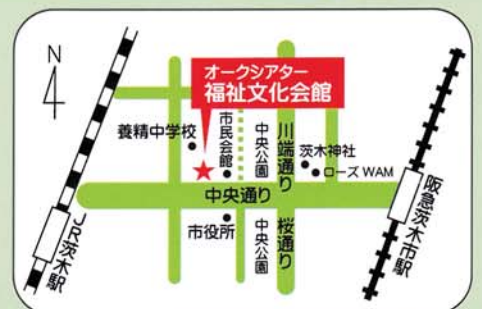 N
オークシアター
福祉文化会館
養精中学校
市民会館
中央公園
川端通り
茨木神社
ローズWAM
中央通り
市役所
中央公園
桜通り
JR茨木駅
阪急茨木市駅